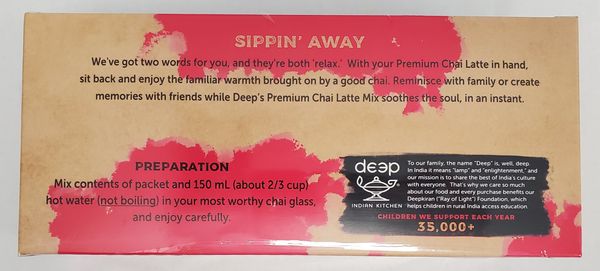 SIPPIN' AWAY
We've got two words for you, and they're both 'relax.' With your Premium Chai Latte in hand,
sit back and enjoy the familiar warmth brought on by a good chai. Reminisce with family or create
memories with friends while Deep's Premium Chai Latte Mix soothes the soul, in an instant.
PREPARATION
Mix contents of packet and 150 mL (about 2/3 cup)
hot water (not boiling) in your most worthy chai glass,
and enjoy carefully.
deep
INDIAN KITCHEN
To our family, the name "Deep" is, well, deep.
In India it means "lamp" and "enlightenment," and
our mission is to share the best of India's culture
with everyone. That's why we care so much
about our food and every purchase benefits our
Deepkiran ("Ray of Light") Foundation, which
helps children in rural India access education.
CHILDREN WE SUPPORT EACH YEAR
35,000+